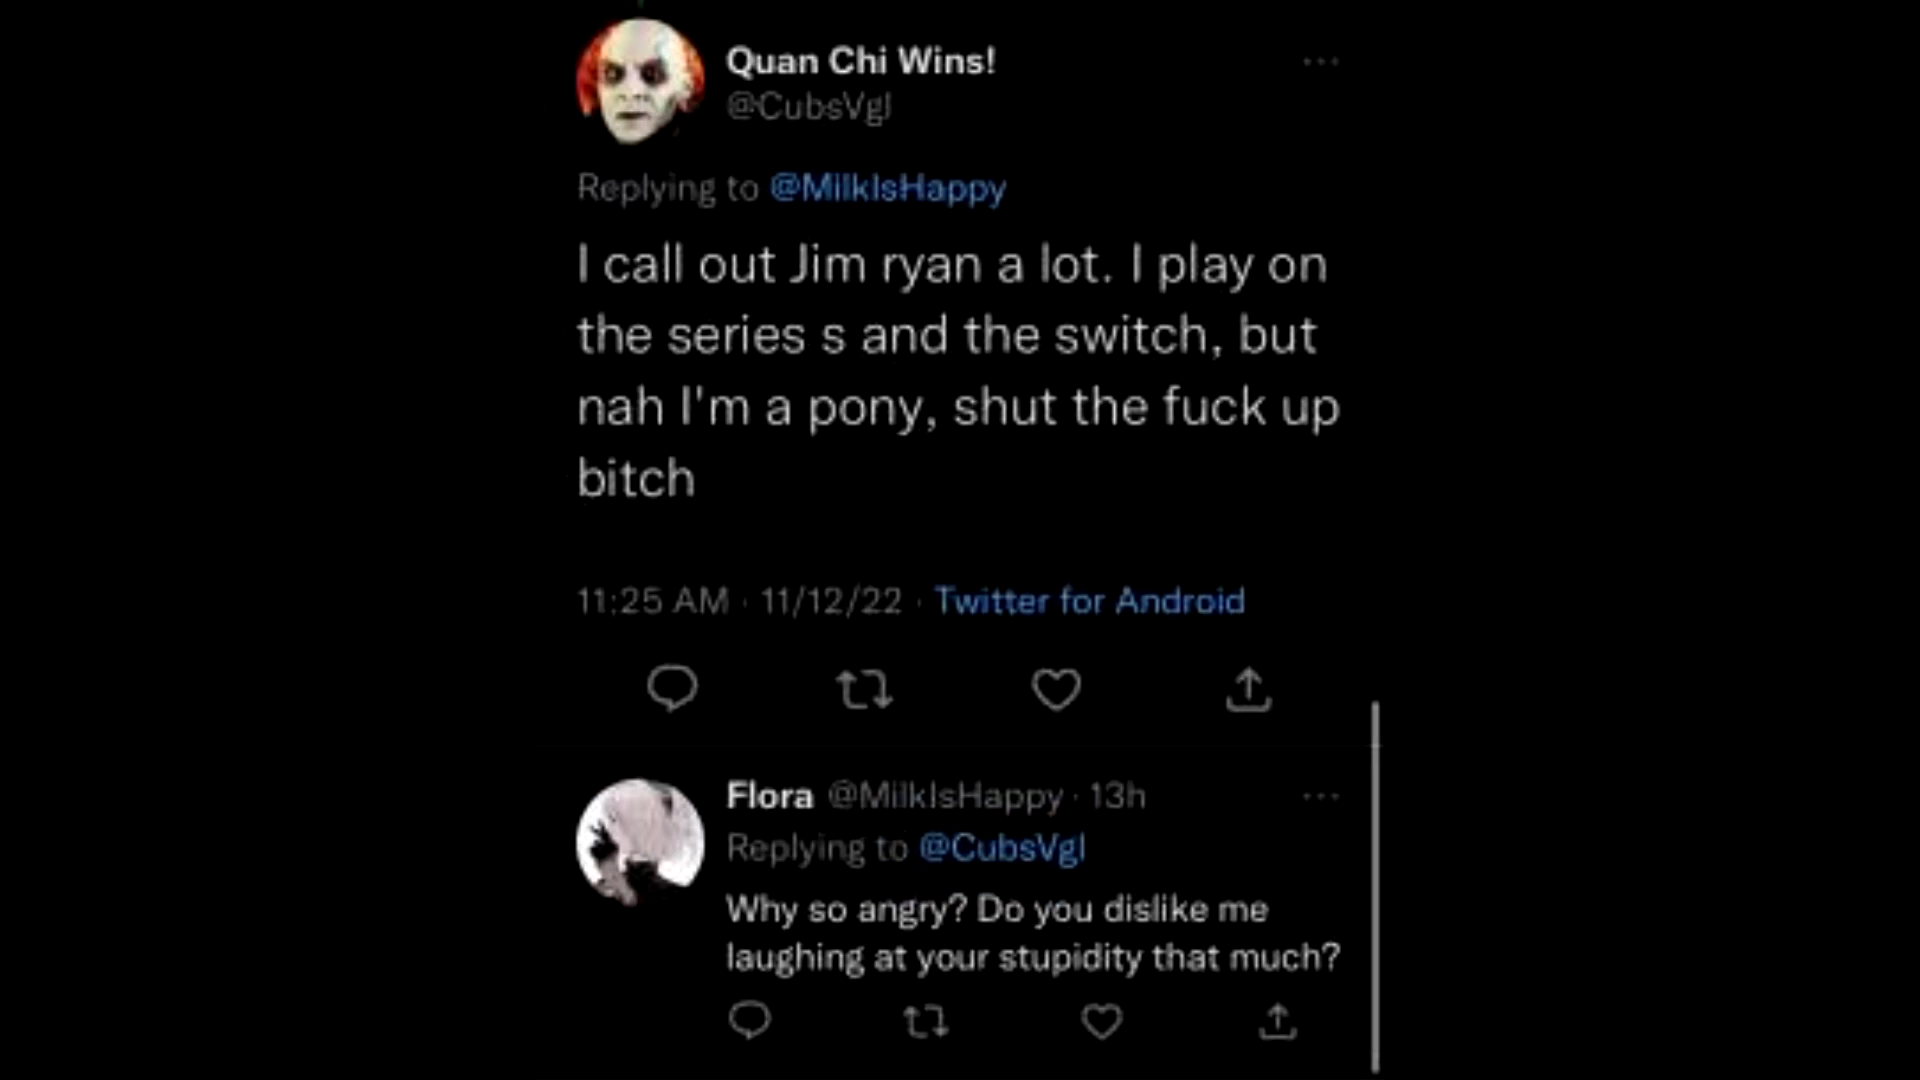 Quan Chi Wins!
@CubsVgl
Replying to @MilkIsHappy
I call out Jim ryan a lot. I play on
the series s and the switch, but
nah I'm a pony, shut the fuck up
bitch
11:25 AM · 11/12/22 · Twitter for Android
Flora @MilkIsHappy · 13h
Replying to @CubsVgl
Why so angry? Do you dislike me
laughing at your stupidity that much?